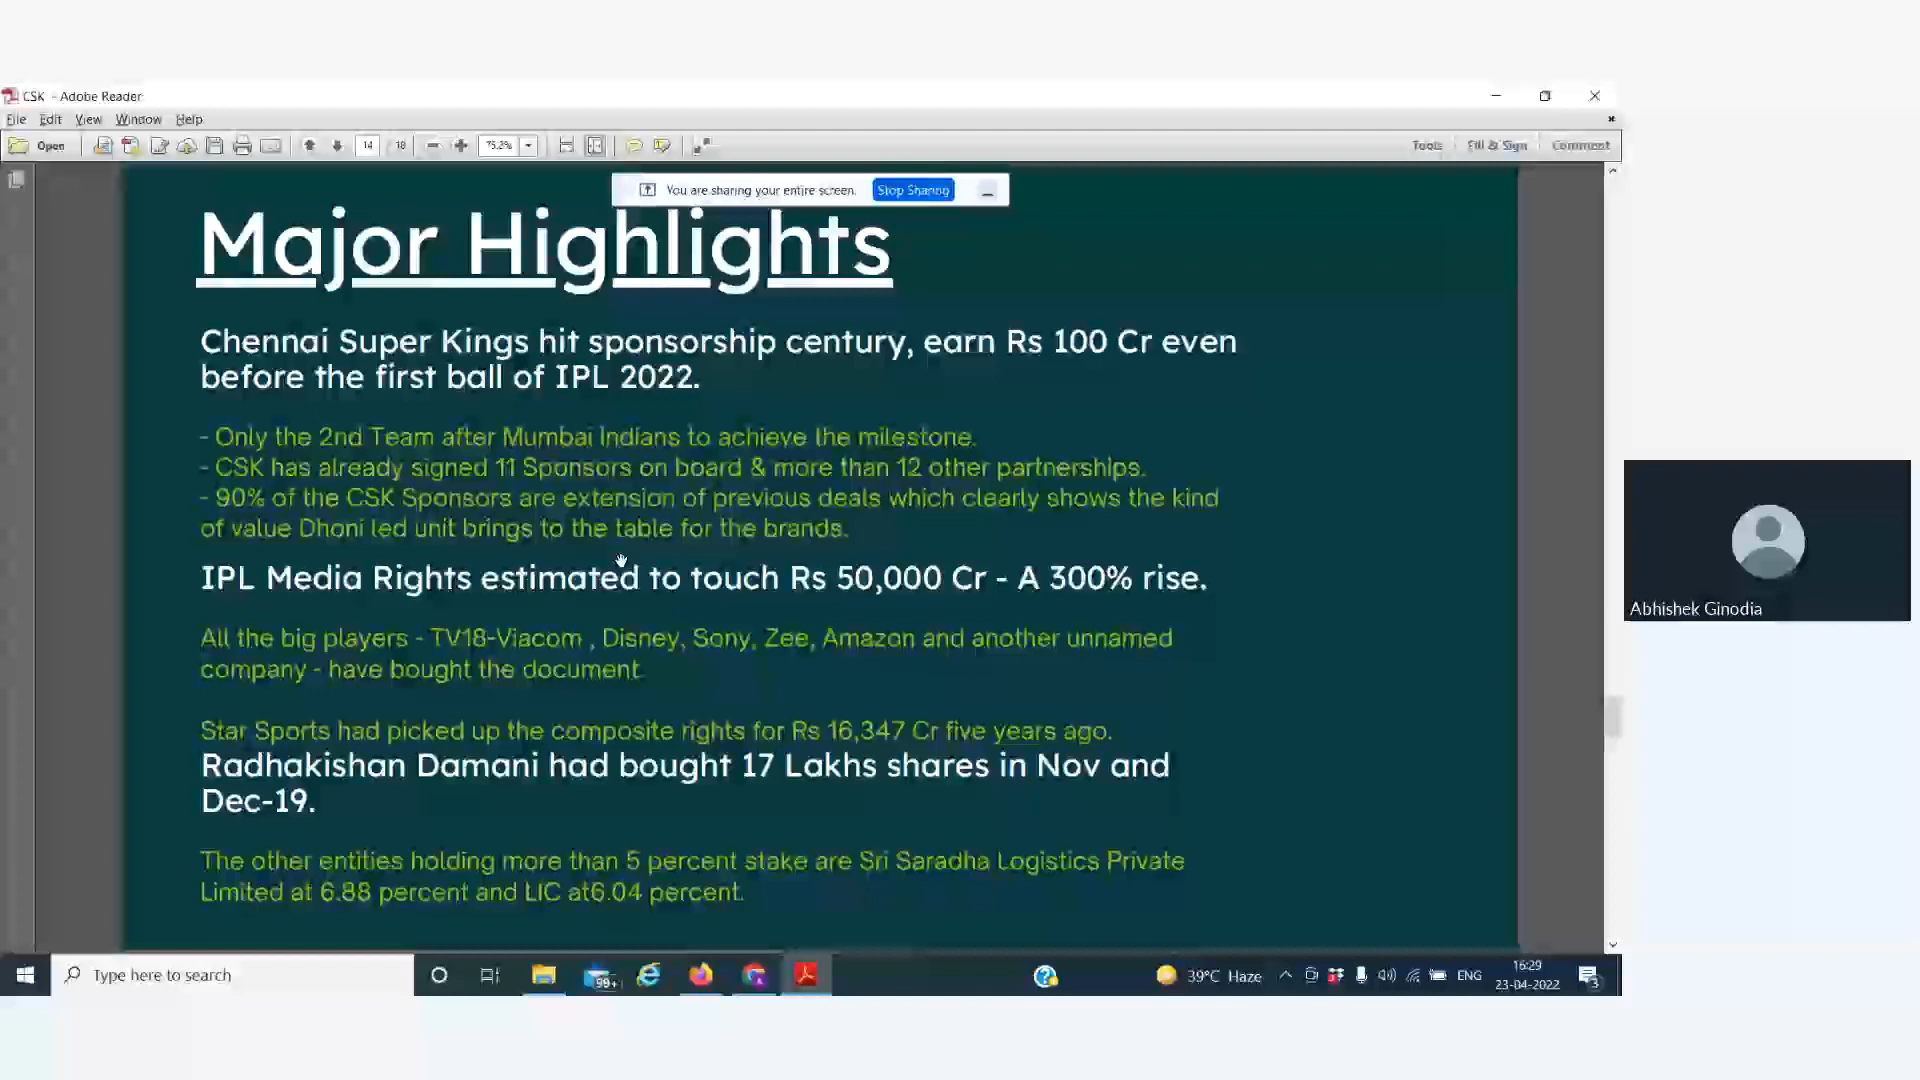 CSK - Adobe Reader
File Edit View Window Help
Open 14 / 18 75.2% Tools Fill & Sign Comment
You are sharing your entire screen. Stop Sharing
Major Highlights
Chennai Super Kings hit sponsorship century, earn Rs 100 Cr even
before the first ball of IPL 2022.
- Only the 2nd Team after Mumbai Indians to achieve the milestone.
- CSK has already signed 11 Sponsors on board & more than 12 other partnerships.
- 90% of the CSK Sponsors are extension of previous deals which clearly shows the kind
of value Dhoni led unit brings to the table for the brands.
IPL Media Rights estimated to touch Rs 50,000 Cr - A 300% rise.
All the big players - TV18-Viacom , Disney, Sony, Zee, Amazon and another unnamed
company - have bought the document.
Star Sports had picked up the composite rights for Rs 16,347 Cr five years ago.
Radhakishan Damani had bought 17 Lakhs shares in Nov and
Dec-19.
The other entities holding more than 5 percent stake are Sri Saradha Logistics Private
Limited at 6.88 percent and LIC at6.04 percent.
Abhishek Ginodia
Type here to search
99+
39°C Haze
ENG
16:29
23-04-2022
3